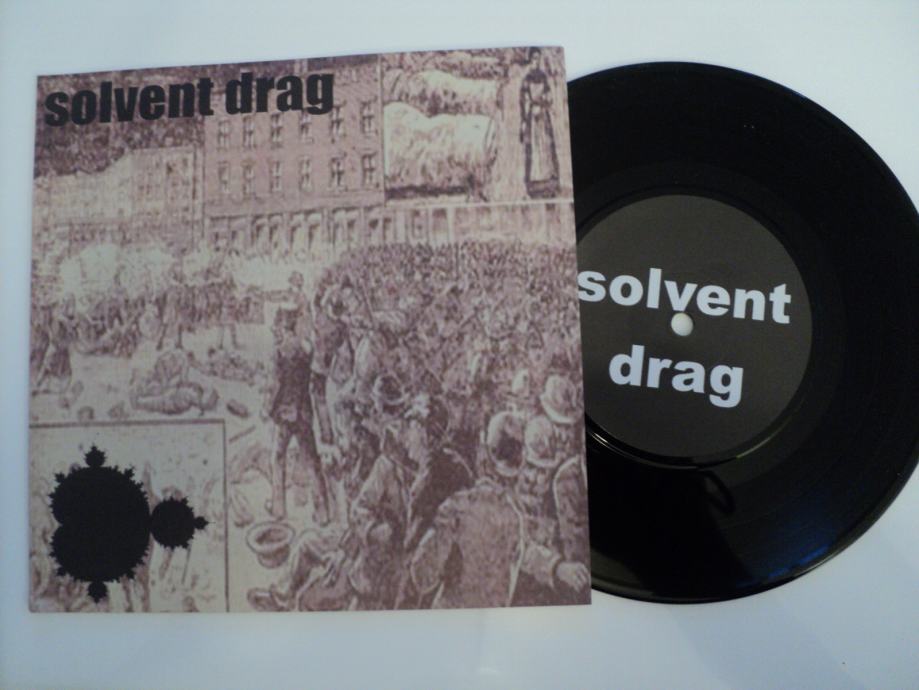 solvent drag
solvent
drag